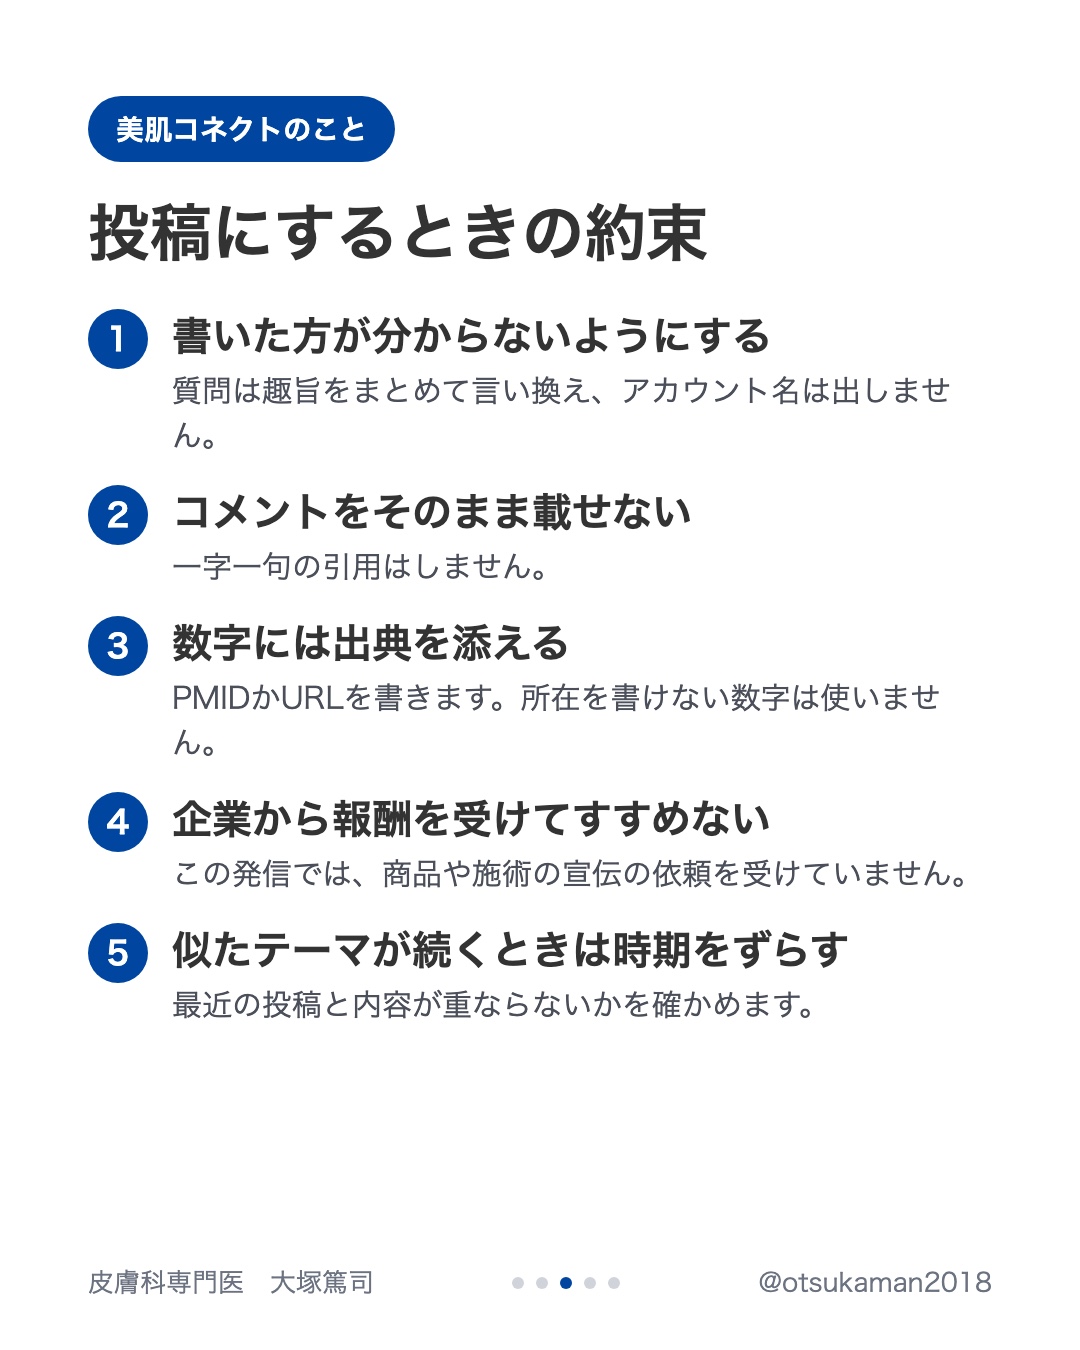 美肌コネクトのこと
投稿にするときの約束
1 書いた方が分からないようにする
質問は趣旨をまとめて言い換え、アカウント名は出しませ
ん。
2 コメントをそのまま載せない
一字一句の引用はしません。
3 数字には出典を添える
PMIDかURLを書きます。所在を書けない数字は使いませ
ん。
4 企業から報酬を受けてすすめない
この発信では、商品や施術の宣伝の依頼を受けていません。
5 似たテーマが続くときは時期をずらす
最近の投稿と内容が重ならないかを確かめます。
皮膚科専門医　大塚篤司
@otsukaman2018